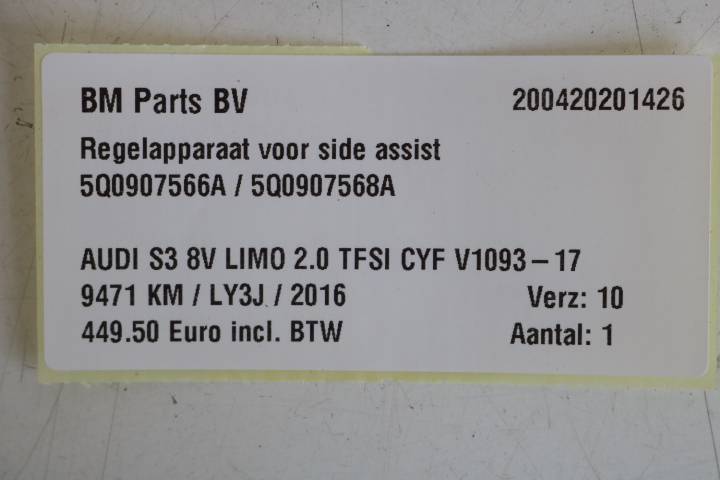 BM Parts BV 200420201426
Regelapparaat voor side assist
5Q0907566A / 5Q0907568A
AUDI S3 8V LIMO 2.0 TFSI CYF V1093-17
9471 KM / LY3J / 2016 Verz: 10
449.50 Euro incl. BTW Aantal: 1